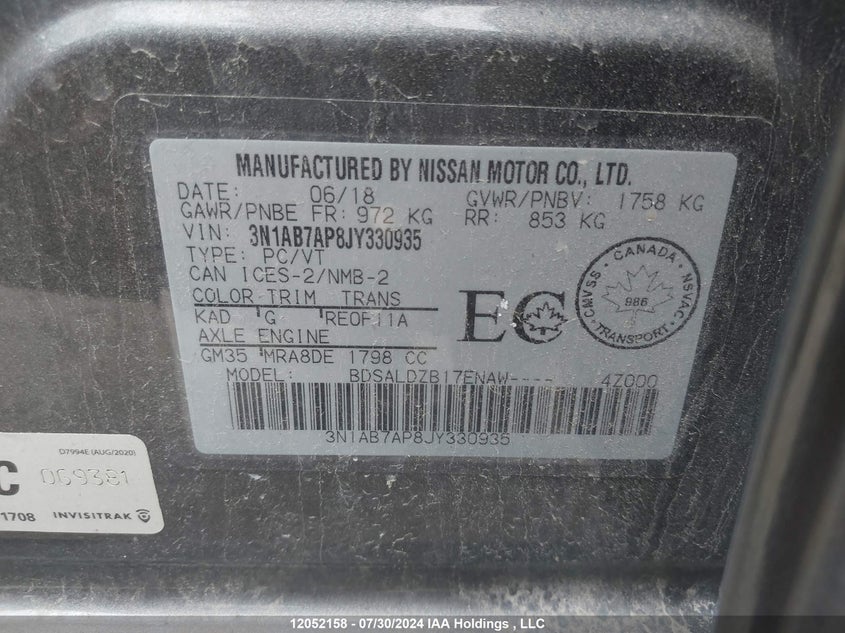 MANUFACTURED BY NISSAN MOTOR CO., LTD.
DATE: 06/18 GVWR/PNBV: 1758 KG
GAWR/PNBE FR: 972 KG RR: 853 KG
VIN: 3N1AB7AP8JY330935
TYPE: PC/VT
CAN ICES-2/NMB-2
COLOR TRIM TRANS
KAD G RE0F11A
AXLE ENGINE
GM35 MRA8DE 1798 CC
EC
CMVSS · CANADA · NSVAC
986
TRANSPORT
MODEL: BDSALDZB17ENAW---- 47000
3N1AB7AP8JY330935
D7994E (AUG/2020)
C 069381
1708 INVISITRAK
12052158 - 07/30/2024 IAA Holdings , LLC